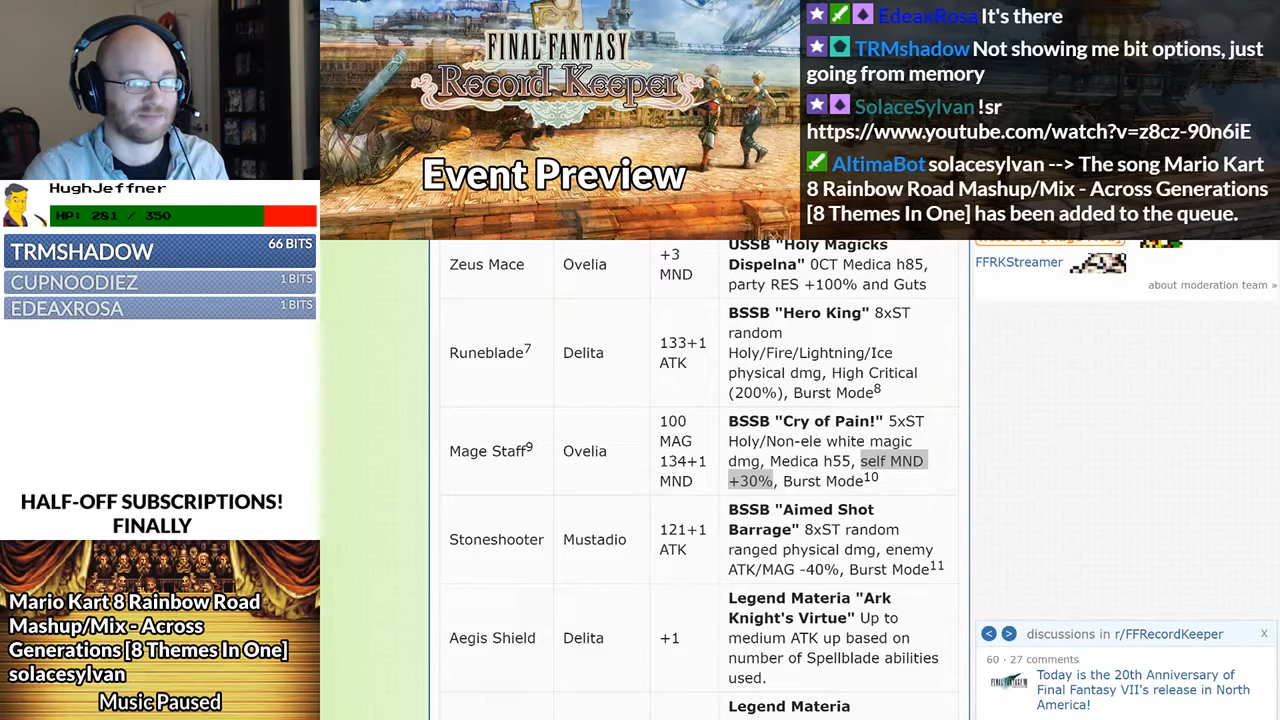 HughJeffner
HP: 281 / 350
TRMSHADOW 66 BITS
CUPNOODIEZ 1 BITS
EDEAXROSA 1 BITS
HALF-OFF SUBSCRIPTIONS!
FINALLY
Mario Kart 8 Rainbow Road
Mashup/Mix - Across
Generations [8 Themes In One]
solacesylvan
Music Paused
FINAL FANTASY
Record Keeper
Event Preview
EdeaxRosa It's there
TRMshadow Not showing me bit options, just
going from memory
SolaceSylvan !sr
https://www.youtube.com/watch?v=z8cz-90n6iE
AltimaBot solacesylvan --> The song Mario Kart
8 Rainbow Road Mashup/Mix - Across Generations
[8 Themes In One] has been added to the queue.
Zeus Mace
Ovelia
+3
MND
USSB "Holy Magicks
Dispelna" 0CT Medica h85,
party RES +100% and Guts
Runeblade7
Delita
133+1
ATK
BSSB "Hero King" 8xST
random
Holy/Fire/Lightning/Ice
physical dmg, High Critical
(200%), Burst Mode8
Mage Staff9
Ovelia
100
MAG
134+1
MND
BSSB "Cry of Pain!" 5xST
Holy/Non-ele white magic
dmg, Medica h55, self MND
+30%, Burst Mode10
Stoneshooter
Mustadio
121+1
ATK
BSSB "Aimed Shot
Barrage" 8xST random
ranged physical dmg, enemy
ATK/MAG -40%, Burst Mode11
Aegis Shield
Delita
+1
Legend Materia "Ark
Knight's Virtue" Up to
medium ATK up based on
number of Spellblade abilities
used.
Legend Materia
FFRKStreamer
about moderation team »
discussions in r/FFRecordKeeper X
60 · 27 comments
Today is the 20th Anniversary of
Final Fantasy VII's release in North
America!